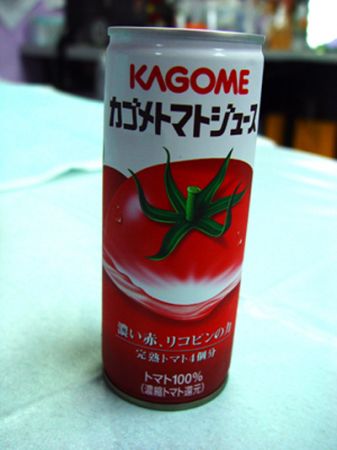 KAGOME
カゴメトマトジュース
濃い赤、リコピンの力
完熟トマト4個分
トマト100%
(濃縮トマト還元)